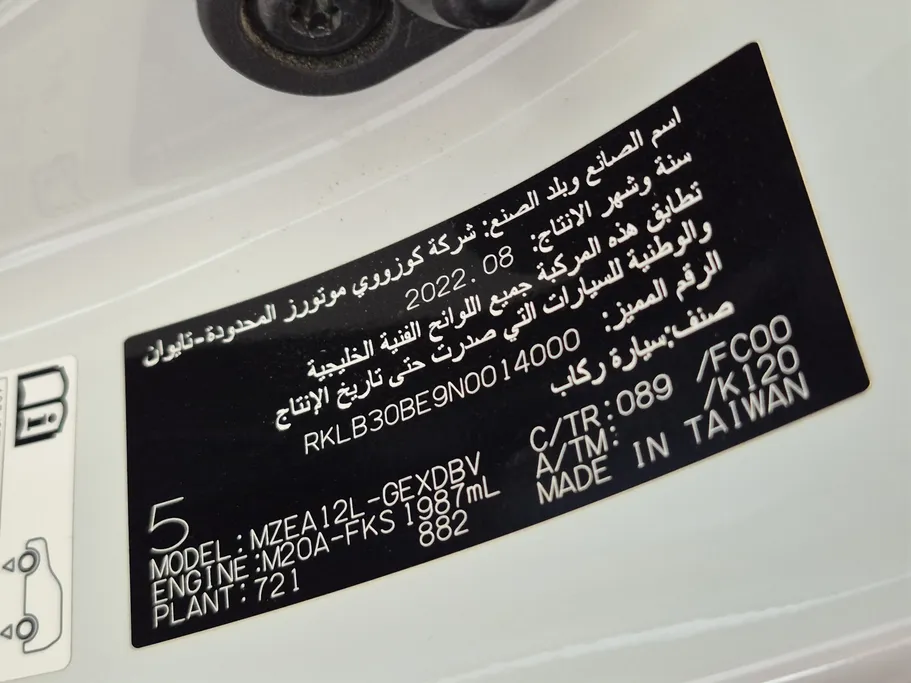 اسم الصانع وبلد الصنع: شركة كوزووي موتورز المحدودة-تايوان
سنة وشهر الانتاج: 2022.08
تطابق هذه المركبة جميع اللوائح الفنية الخليجية
والوطنية للسيارات التي صدرت حتى تاريخ الإنتاج
الرقم المميز: RKLB30BE9N0014000
صنف:سيارة ركاب
5
MODEL:MZEA12L-GEXDBV
ENGINE:M20A-FKS 1987mL
PLANT:721 882
C/TR:089 /FC00
A/TM: /K120
MADE IN TAIWAN